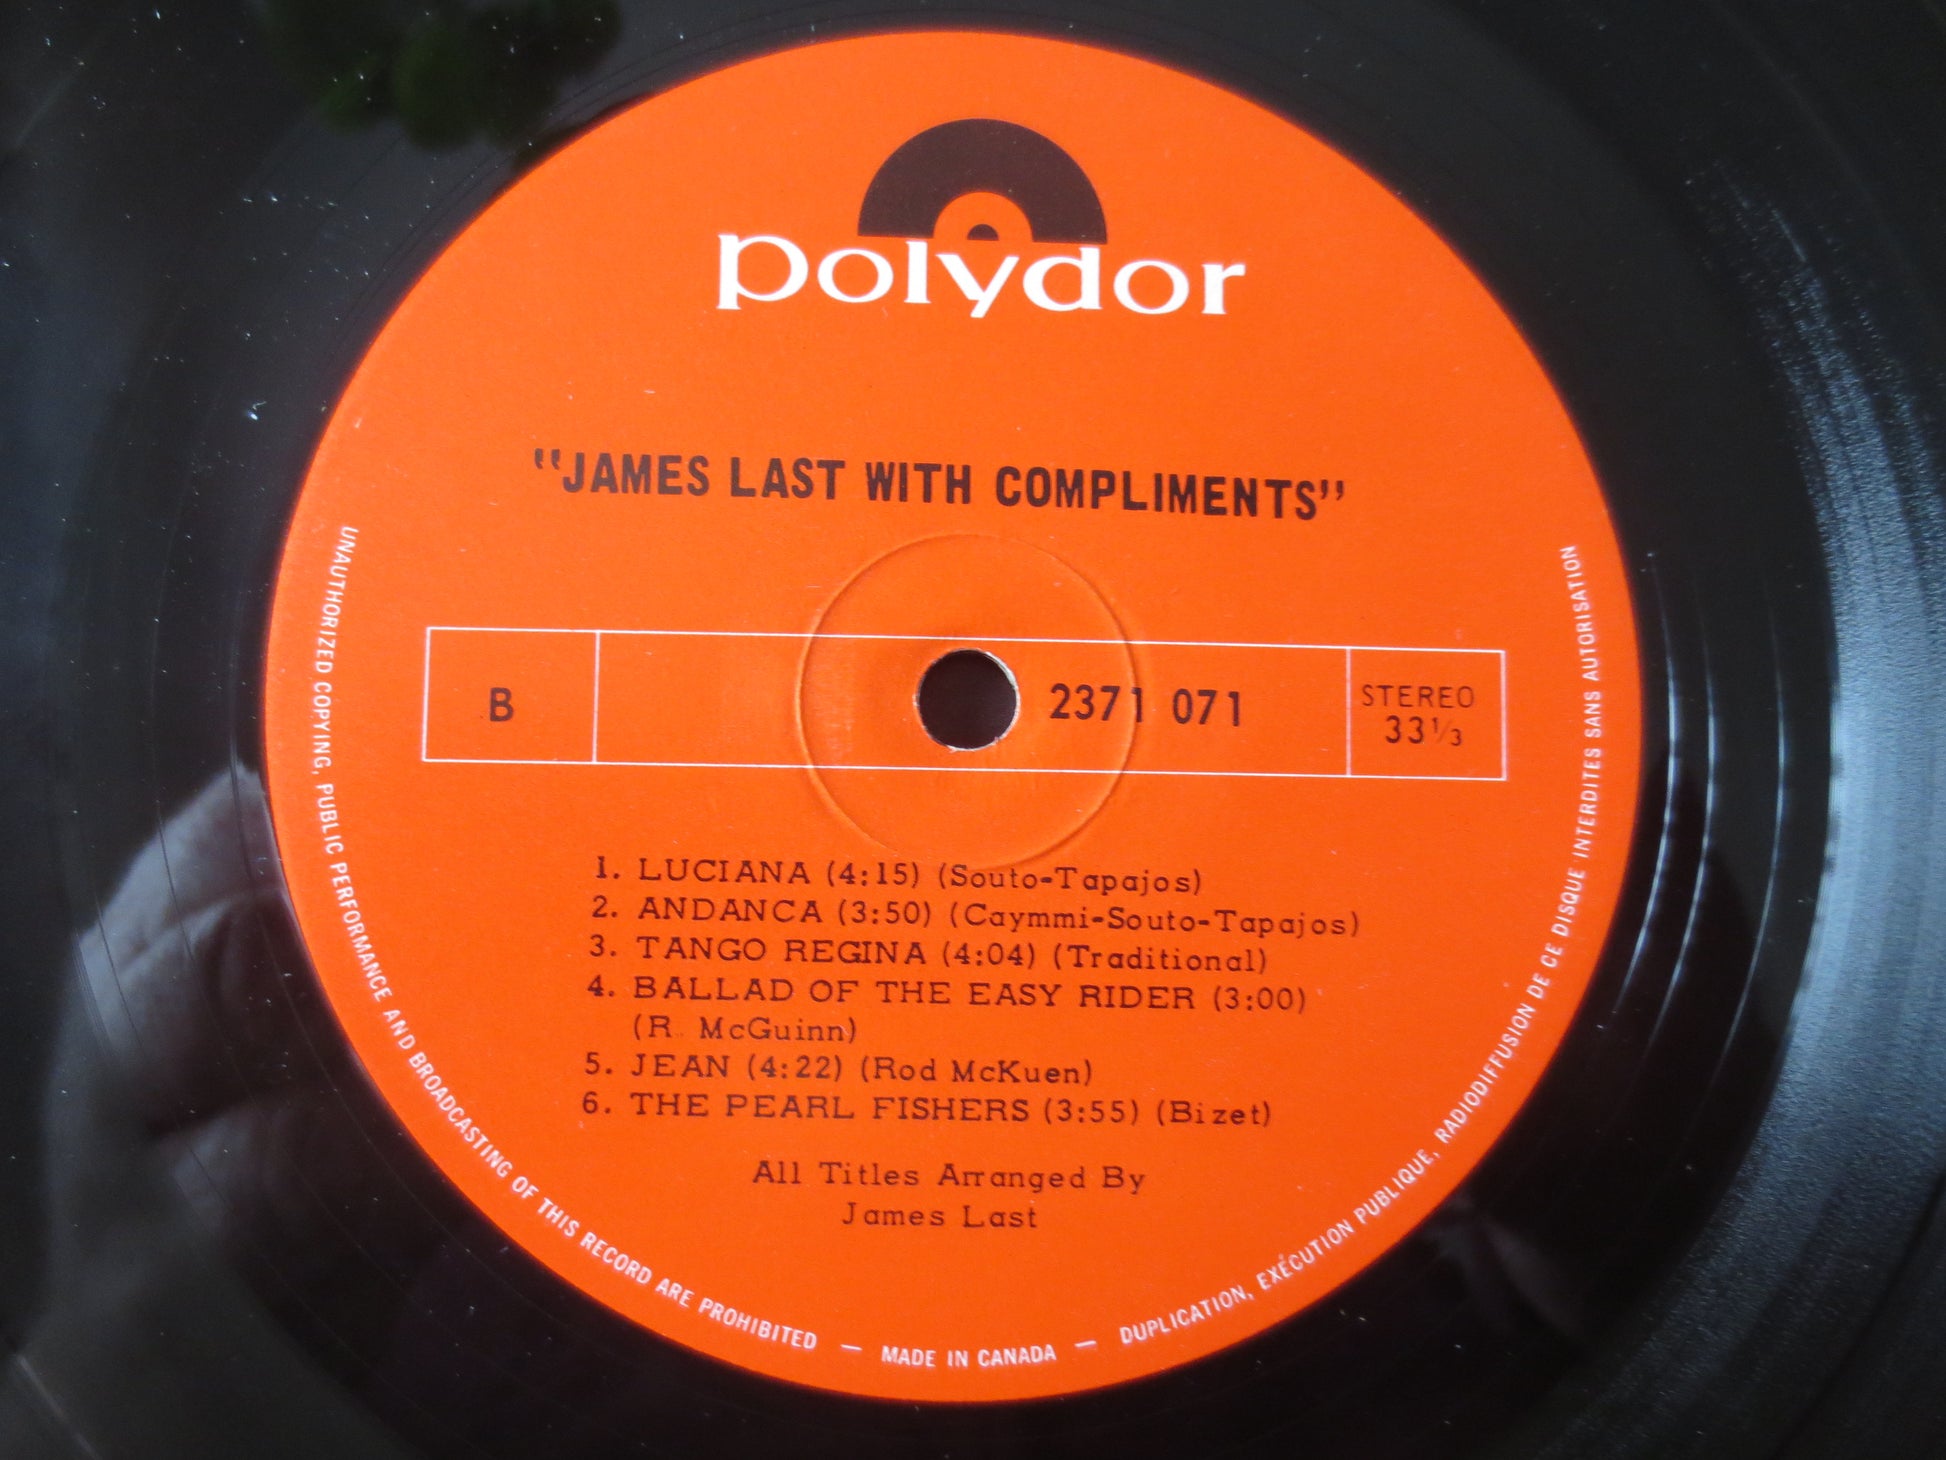 polydor
"JAMES LAST WITH COMPLIMENTS"
B
2371 071
STEREO
33⅓
1. LUCIANA (4:15) (Souto-Tapajos)
2. ANDANCA (3:50) (Caymmi-Souto-Tapajos)
3. TANGO REGINA (4:04) (Traditional)
4. BALLAD OF THE EASY RIDER (3:00)
(R. McGuinn)
5. JEAN (4:22) (Rod McKuen)
6. THE PEARL FISHERS (3:55) (Bizet)
All Titles Arranged By
James Last
UNAUTHORIZED COPYING, PUBLIC PERFORMANCE AND BROADCASTING OF THIS RECORD ARE PROHIBITED — MADE IN CANADA — DUPLICATION, EXÉCUTION PUBLIQUE, RADIODIFFUSION DE CE DISQUE INTERDITES SANS AUTORISATION